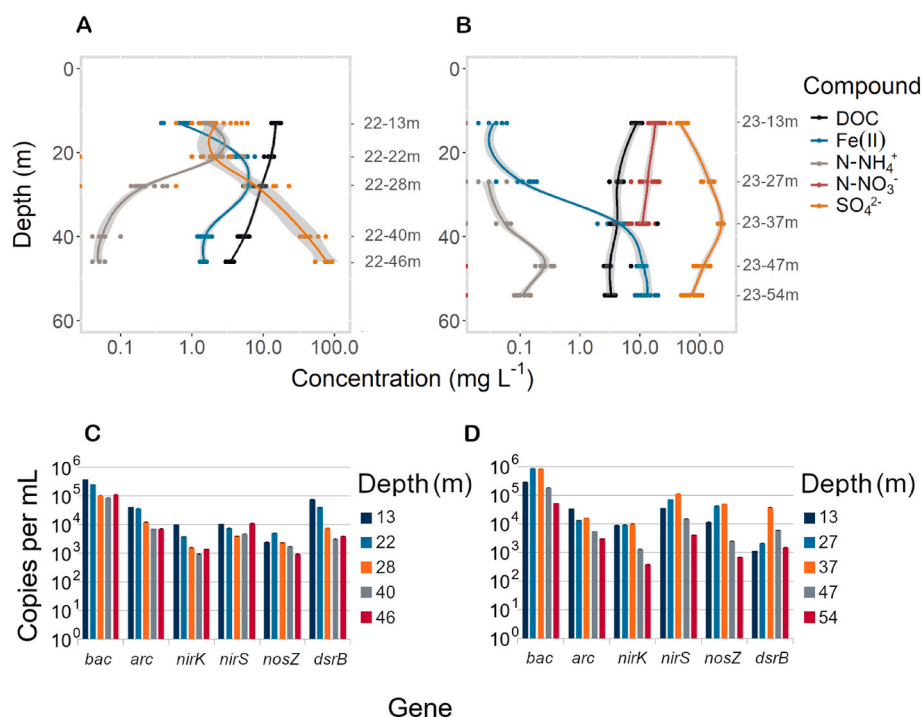 A
B
0
20
40
60
Depth (m)
22-13m
22-22m
22-28m
22-40m
22-46m
0.1
1.0
10.0
100.0
0
20
40
60
23-13m
23-27m
23-37m
23-47m
23-54m
0.1
1.0
10.0
100.0
Concentration (mg L⁻¹)
Compound
DOC
Fe(II)
N-NH₄⁺
N-NO₃⁻
SO₄²⁻
C
D
Copies per mL
10⁶
10⁵
10⁴
10³
10²
10¹
10⁰
bac
arc
nirK
nirS
nosZ
dsrB
Depth (m)
13
22
28
40
46
10⁶
10⁵
10⁴
10³
10²
10¹
10⁰
bac
arc
nirK
nirS
nosZ
dsrB
Depth (m)
13
27
37
47
54
Gene